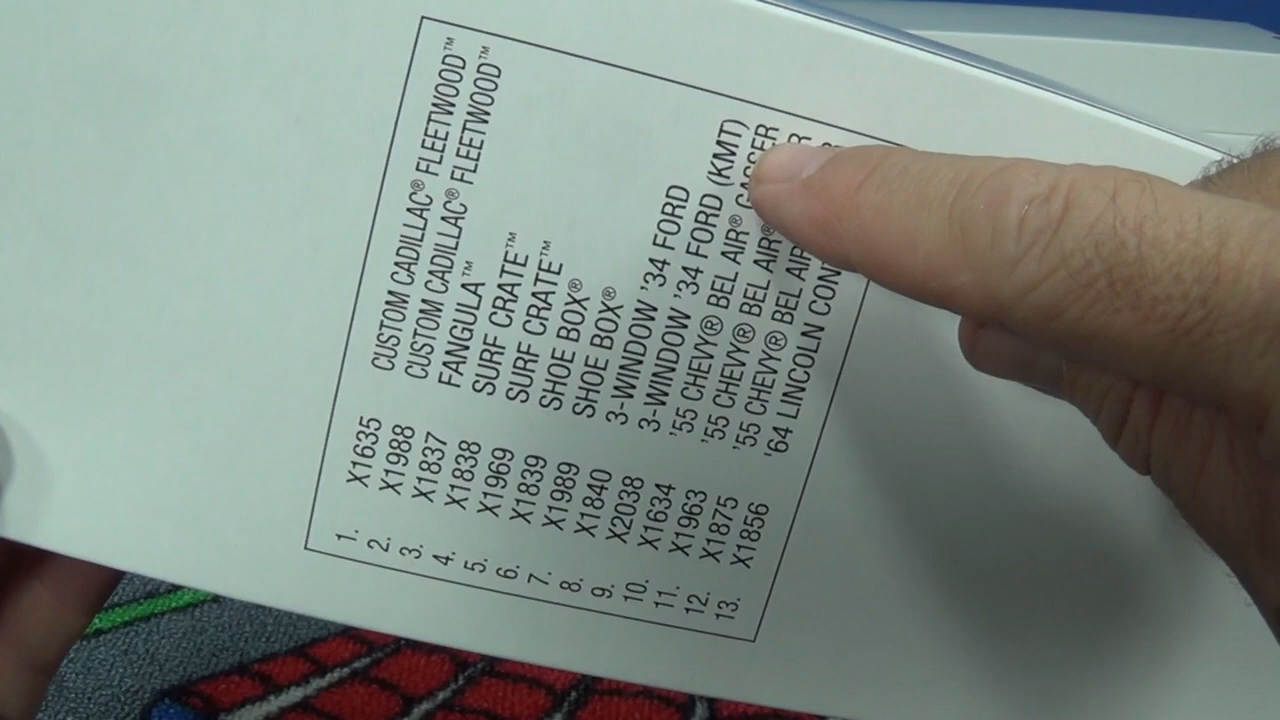 1. X1635 CUSTOM CADILLAC® FLEETWOOD™
2. X1988 CUSTOM CADILLAC® FLEETWOOD™
3. X1837 FANGULA™
4. X1838 SURF CRATE™
5. X1969 SURF CRATE™
6. X1839 SHOE BOX®
7. X1989 SHOE BOX®
8. X1840 3-WINDOW '34 FORD
9. X2038 3-WINDOW '34 FORD (KMT)
10. X1634 '55 CHEVY® BEL AIR® GASSER
11. X1963 '55 CHEVY® BEL AIR®
12. X1875 '55 CHEVY® BEL AIR
13. X1856 '64 LINCOLN